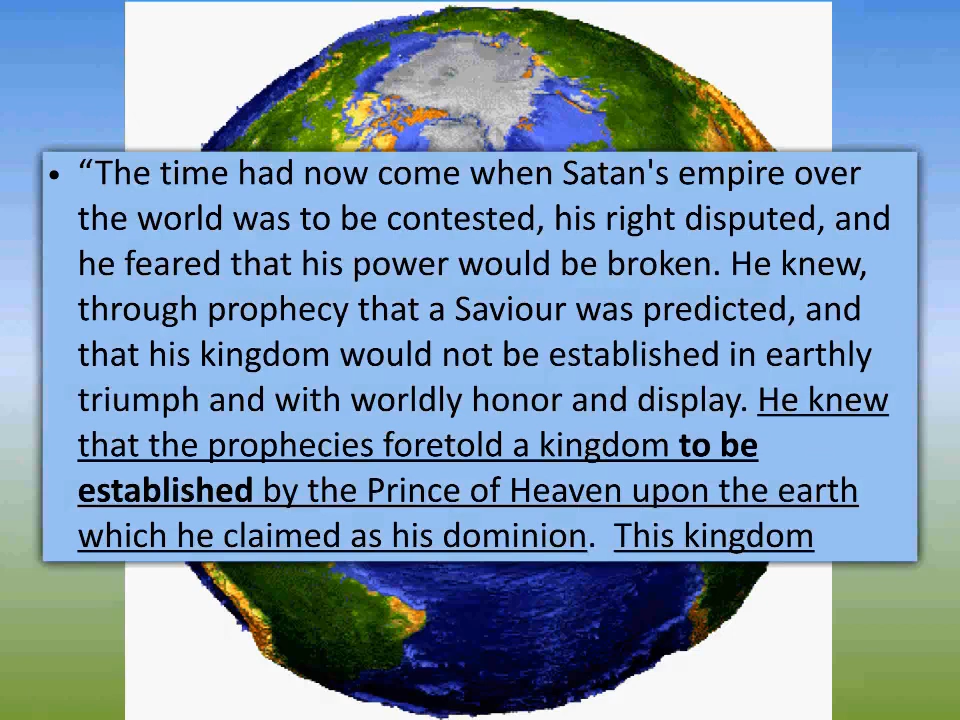 • “The time had now come when Satan's empire over
the world was to be contested, his right disputed, and
he feared that his power would be broken. He knew,
through prophecy that a Saviour was predicted, and
that his kingdom would not be established in earthly
triumph and with worldly honor and display. He knew
that the prophecies foretold a kingdom to be
established by the Prince of Heaven upon the earth
which he claimed as his dominion.  This kingdom